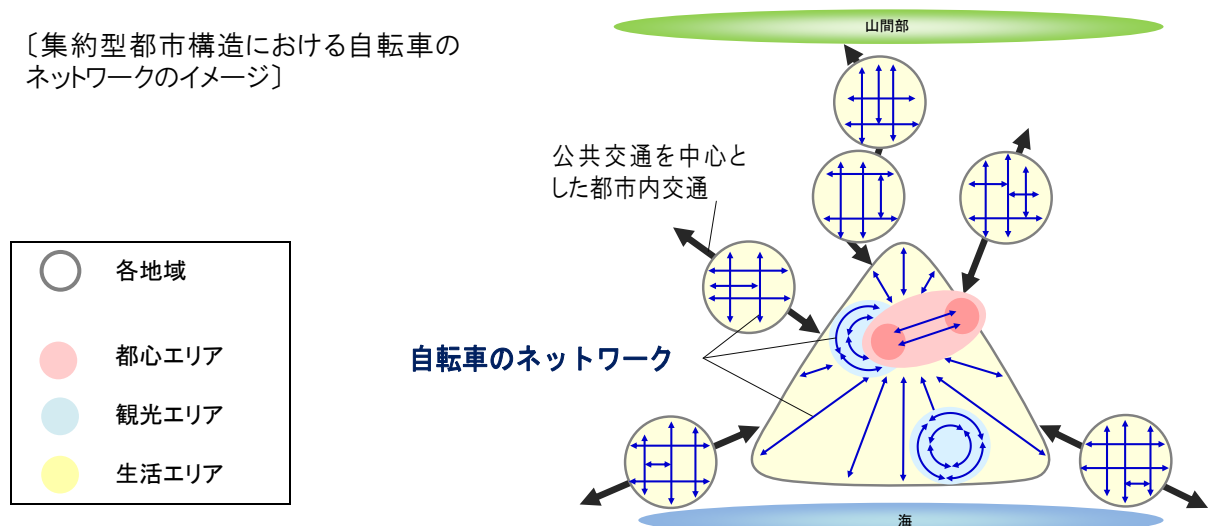 〔集約型都市構造における自転車の
ネットワークのイメージ〕
山間部
公共交通を中心と
した都市内交通
各地域
都心エリア
観光エリア
生活エリア
自転車のネットワーク
海